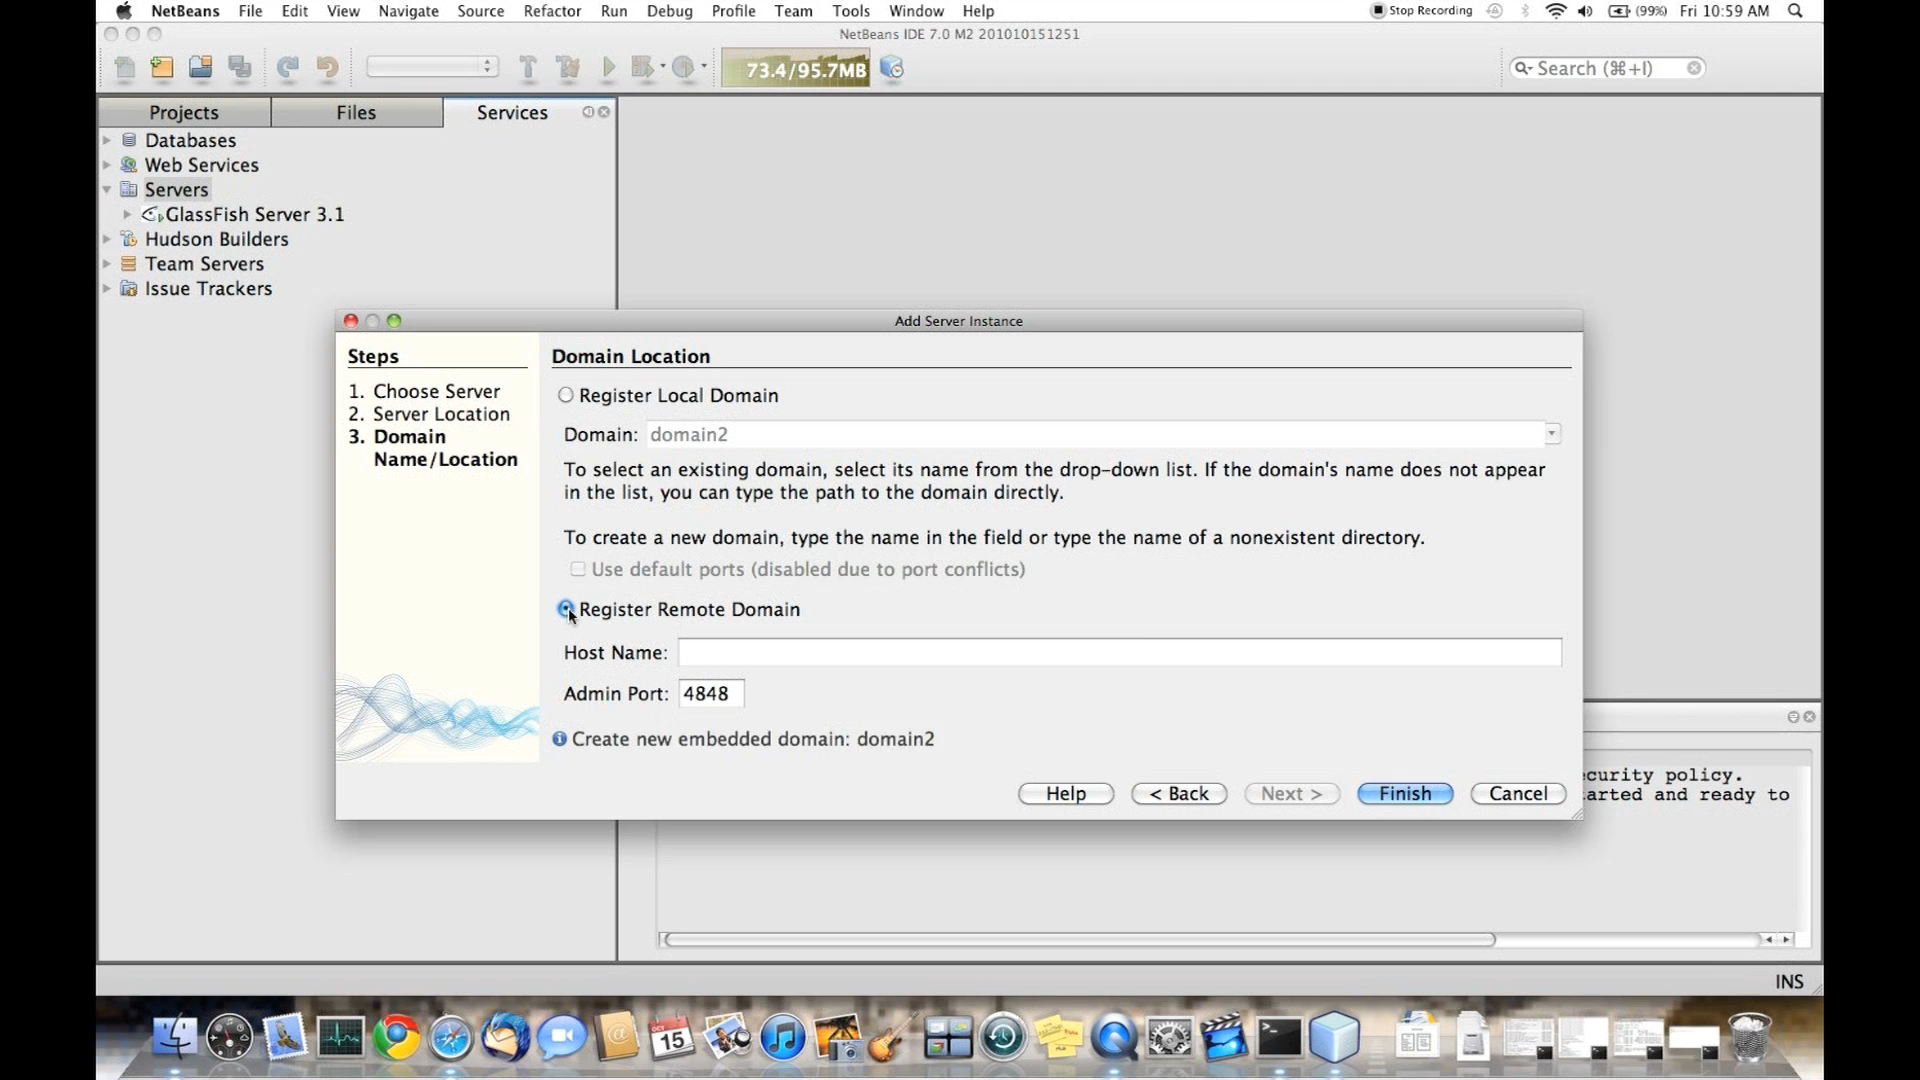 NetBeans File Edit View Navigate Source Refactor Run Debug Profile Team Tools Window Help Stop Recording (99%) Fri 10:59 AM
NetBeans IDE 7.0 M2 201010151251
73.4/95.7MB Search (⌘+I)
Projects Files Services
Databases
Web Services
Servers
GlassFish Server 3.1
Hudson Builders
Team Servers
Issue Trackers
Add Server Instance
Steps
1. Choose Server
2. Server Location
3. Domain
Name/Location
Domain Location
Register Local Domain
Domain: domain2
To select an existing domain, select its name from the drop-down list. If the domain's name does not appear
in the list, you can type the path to the domain directly.
To create a new domain, type the name in the field or type the name of a nonexistent directory.
Use default ports (disabled due to port conflicts)
Register Remote Domain
Host Name:
Admin Port: 4848
Create new embedded domain: domain2
Help < Back Next > Finish Cancel
ecurity policy.
arted and ready to
INS
OCT
15